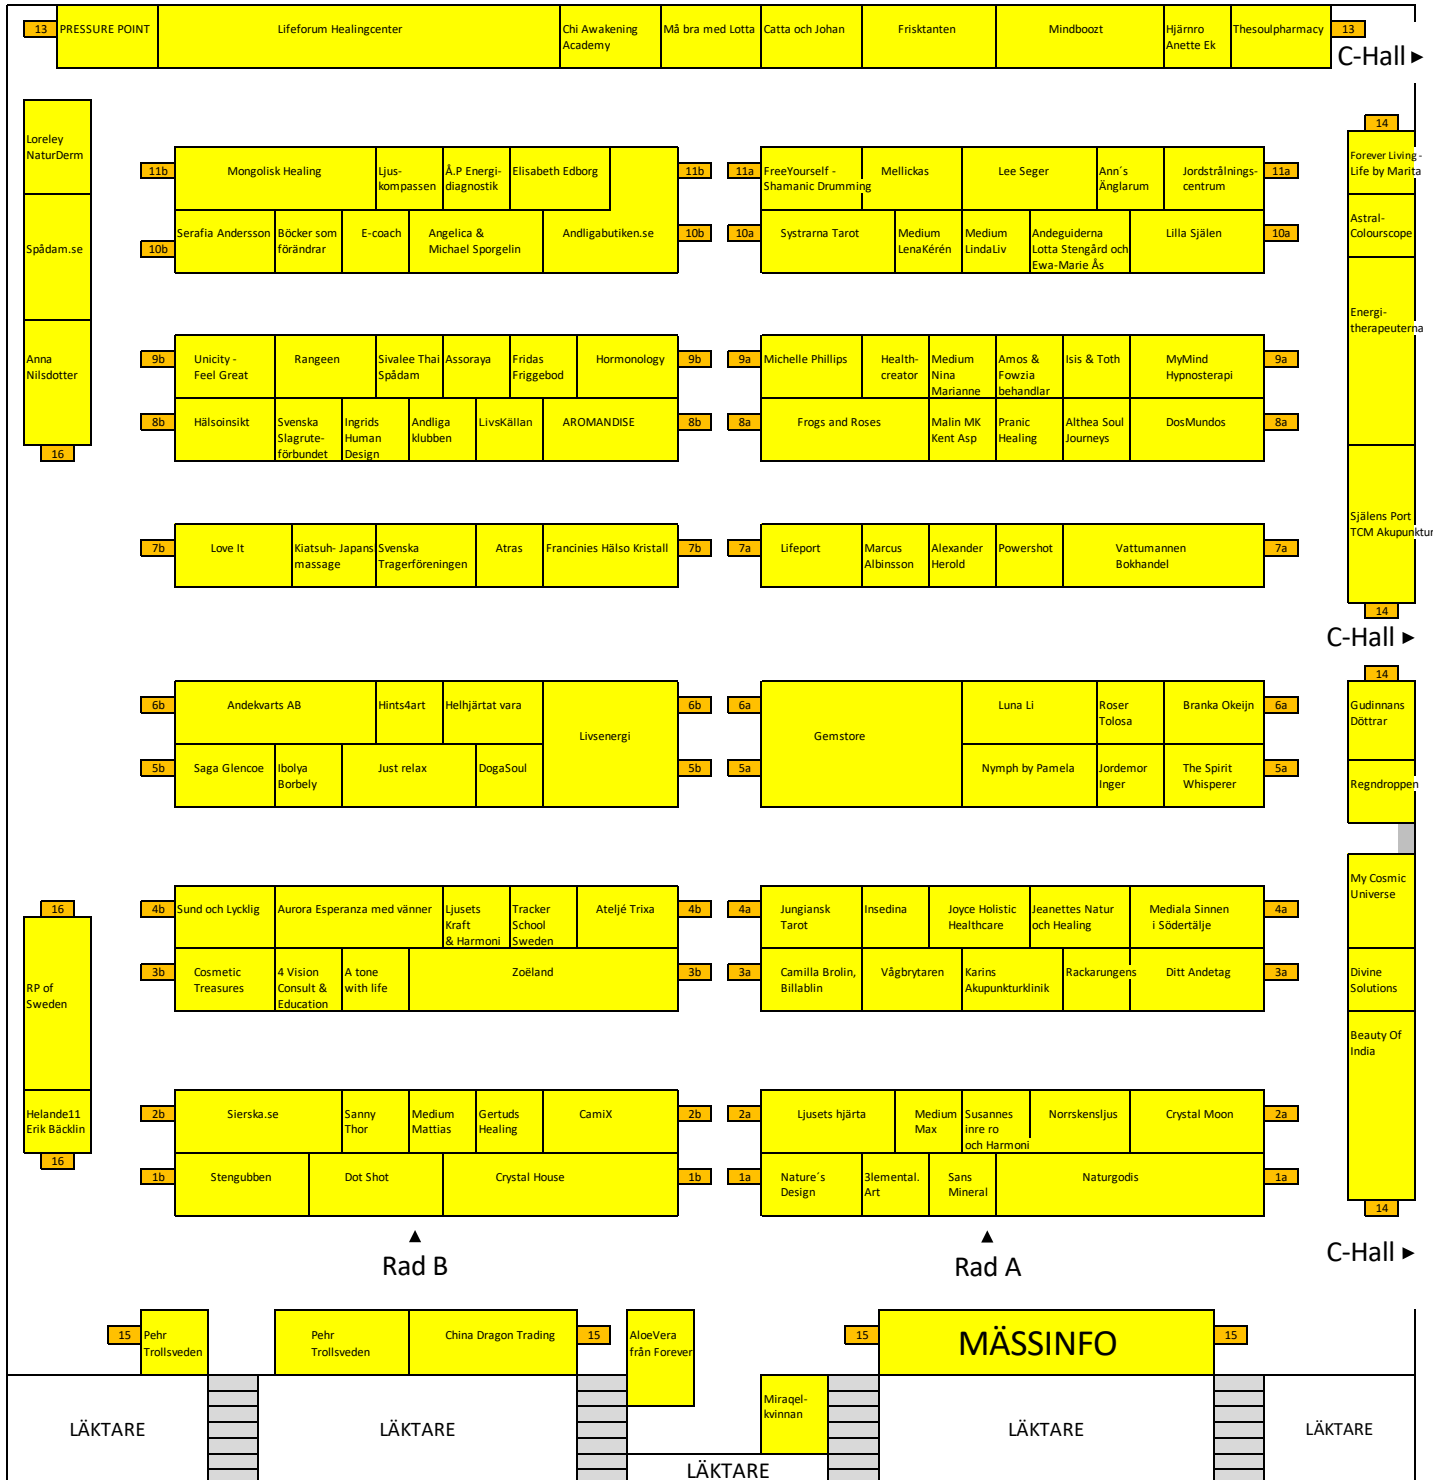 13
PRESSURE POINT
Lifeforum Healingcenter
Chi Awakening
Academy
Må bra med Lotta
Catta och Johan
Frisktanten
Mindboozt
Hjärnro
Anette Ek
Thesoulpharmacy
13
C-Hall ►
Loreley
NaturDerm
Spådam.se
Anna
Nilsdotter
16
11b
Mongolisk Healing
Ljus-
kompassen
Å.P Energi-
diagnostik
Elisabeth Edborg
11b
10b
Serafia Andersson
Böcker som
förändrar
E-coach
Angelica &
Michael Sporgelin
Andligabutiken.se
10b
11a
FreeYourself -
Shamanic Drumming
Mellickas
Lee Seger
Ann´s
Änglarum
Jordstrålnings-
centrum
11a
10a
Systrarna Tarot
Medium
LenaKérén
Medium
LindaLiv
Andeguiderna
Lotta Stengård och
Ewa-Marie Ås
Lilla Själen
10a
14
Forever Living -
Life by Marita
Astral-
Colourscope
Energi-
therapeuterna
Själens Port
TCM Akupunktur
14
C-Hall ►
9b
Unicity -
Feel Great
Rangeen
Sivalee Thai
Spådam
Assoraya
Fridas
Friggebod
Hormonology
9b
8b
Hälsoinsikt
Svenska
Slagrute-
förbundet
Ingrids
Human
Design
Andliga
klubben
LivsKällan
AROMANDISE
8b
9a
Michelle Phillips
Health-
creator
Medium
Nina
Marianne
Amos &
Fowzia
behandlar
Isis & Toth
MyMind
Hypnosterapi
9a
8a
Frogs and Roses
Malin MK
Kent Asp
Pranic
Healing
Althea Soul
Journeys
DosMundos
8a
7b
Love It
Kiatsuh- Japans
massage
Svenska
Tragerföreningen
Atras
Francinies Hälso Kristall
7b
7a
Lifeport
Marcus
Albinsson
Alexander
Herold
Powershot
Vattumannen
Bokhandel
7a
6b
Andekvarts AB
Hints4art
Helhjärtat vara
Livsenergi
6b
5b
Saga Glencoe
Ibolya
Borbely
Just relax
DogaSoul
5b
6a
Gemstore
Luna Li
Roser
Tolosa
Branka Okeijn
6a
5a
Nymph by Pamela
Jordemor
Inger
The Spirit
Whisperer
5a
14
Gudinnans
Döttrar
Regndroppen
My Cosmic
Universe
Divine
Solutions
Beauty Of
India
14
C-Hall ►
16
RP of
Sweden
Helande11
Erik Bäcklin
16
4b
Sund och Lycklig
Aurora Esperanza med vänner
Ljusets
Kraft
& Harmoni
Tracker
School
Sweden
Ateljé Trixa
4b
3b
Cosmetic
Treasures
4 Vision
Consult &
Education
A tone
with life
Zoëland
3b
4a
Jungiansk
Tarot
Insedina
Joyce Holistic
Healthcare
Jeanettes Natur
och Healing
Mediala Sinnen
i Södertälje
4a
3a
Camilla Brolin,
Billablin
Vågbrytaren
Karins
Akupunkturklinik
Rackarungens
Ditt Andetag
3a
2b
Sierska.se
Sanny
Thor
Medium
Mattias
Gertuds
Healing
CamiX
2b
1b
Stengubben
Dot Shot
Crystal House
1b
2a
Ljusets hjärta
Medium
Max
Susannes
inre ro
och Harmoni
Norrskensljus
Crystal Moon
2a
1a
Nature´s
Design
3lemental.
Art
Sans
Mineral
Naturgodis
1a
▲
Rad B
▲
Rad A
15
Pehr
Trollsveden
Pehr
Trollsveden
China Dragon Trading
15
AloeVera
från Forever
15
MÄSSINFO
15
Miraqel-
kvinnan
LÄKTARE
LÄKTARE
LÄKTARE
LÄKTARE
LÄKTARE